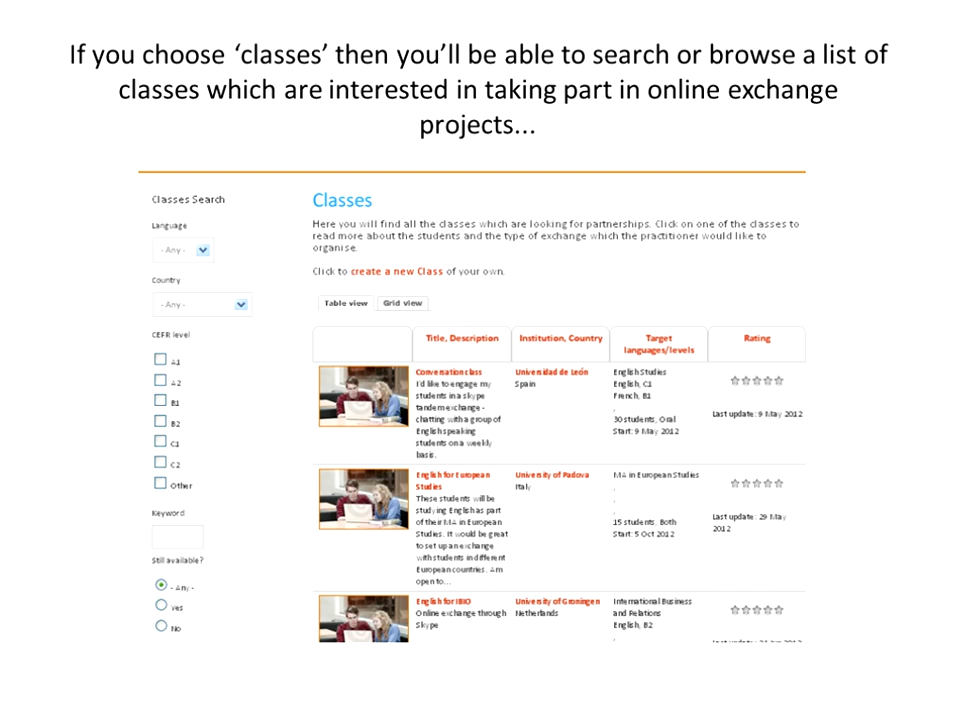 If you choose ‘classes’ then you’ll be able to search or browse a list of
classes which are interested in taking part in online exchange
projects...
Classes Search
Language
- Any -
Country
- Any -
CEFR level
A1
A2
B1
B2
C1
C2
Other
Keyword
Still available?
- Any -
Yes
No
Classes
Here you will find all the classes which are looking for partnerships. Click on one of the classes to
read more about the students and the type of exchange which the practitioner would like to
organise.
Click to create a new Class of your own.
Table view
Grid view
Title, Description
Institution, Country
Target
languages/levels
Rating
Conversation class
I'd like to engage my
students in a skype
tandem exchange -
chatting with a group of
English speaking
students on a weekly
basis.
Universidad de León
Spain
English Studies
English, C1
French, B1
,
30 students, Oral
Start: 9 May 2012
Last update: 9 May 2012
English for European
Studies
These students will be
studying English as part
of their MA in European
Studies. It would be great
to set up an exchange
with students in different
European countries. Am
open to...
University of Padova
Italy
MA in European Studies
,
,
,
15 students, Both
Start: 5 Oct 2012
Last update: 29 May
2012
English for IBIO
Online exchange through
Skype
University of Groningen
Netherlands
International Business
and Relations
English, B2
,